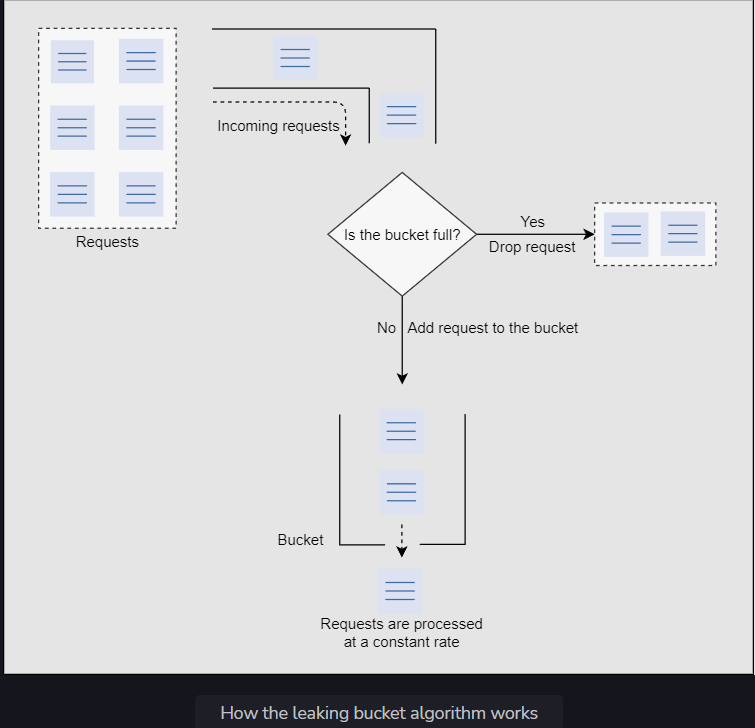 Incoming requests
Requests
Is the bucket full?
Yes
Drop request
No
Add request to the bucket
Bucket
Requests are processed
at a constant rate
How the leaking bucket algorithm works